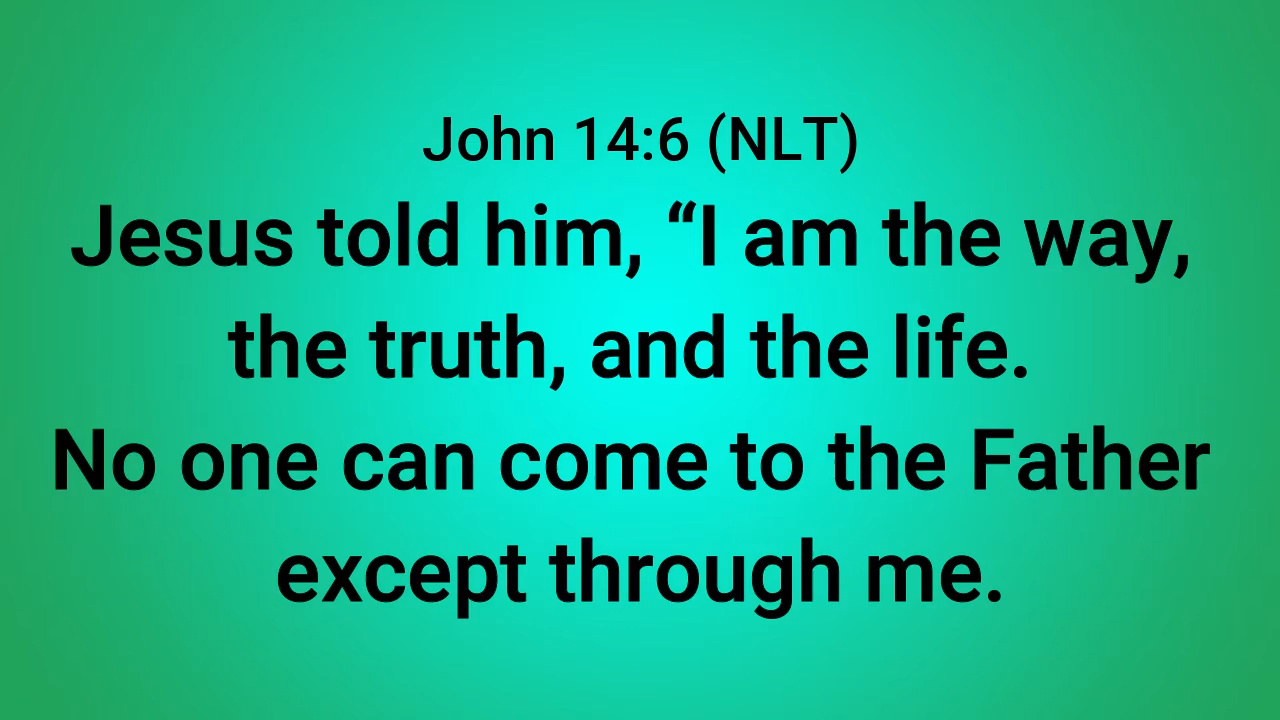 John 14:6 (NLT)
Jesus told him, “I am the way,
the truth, and the life.
No one can come to the Father
except through me.